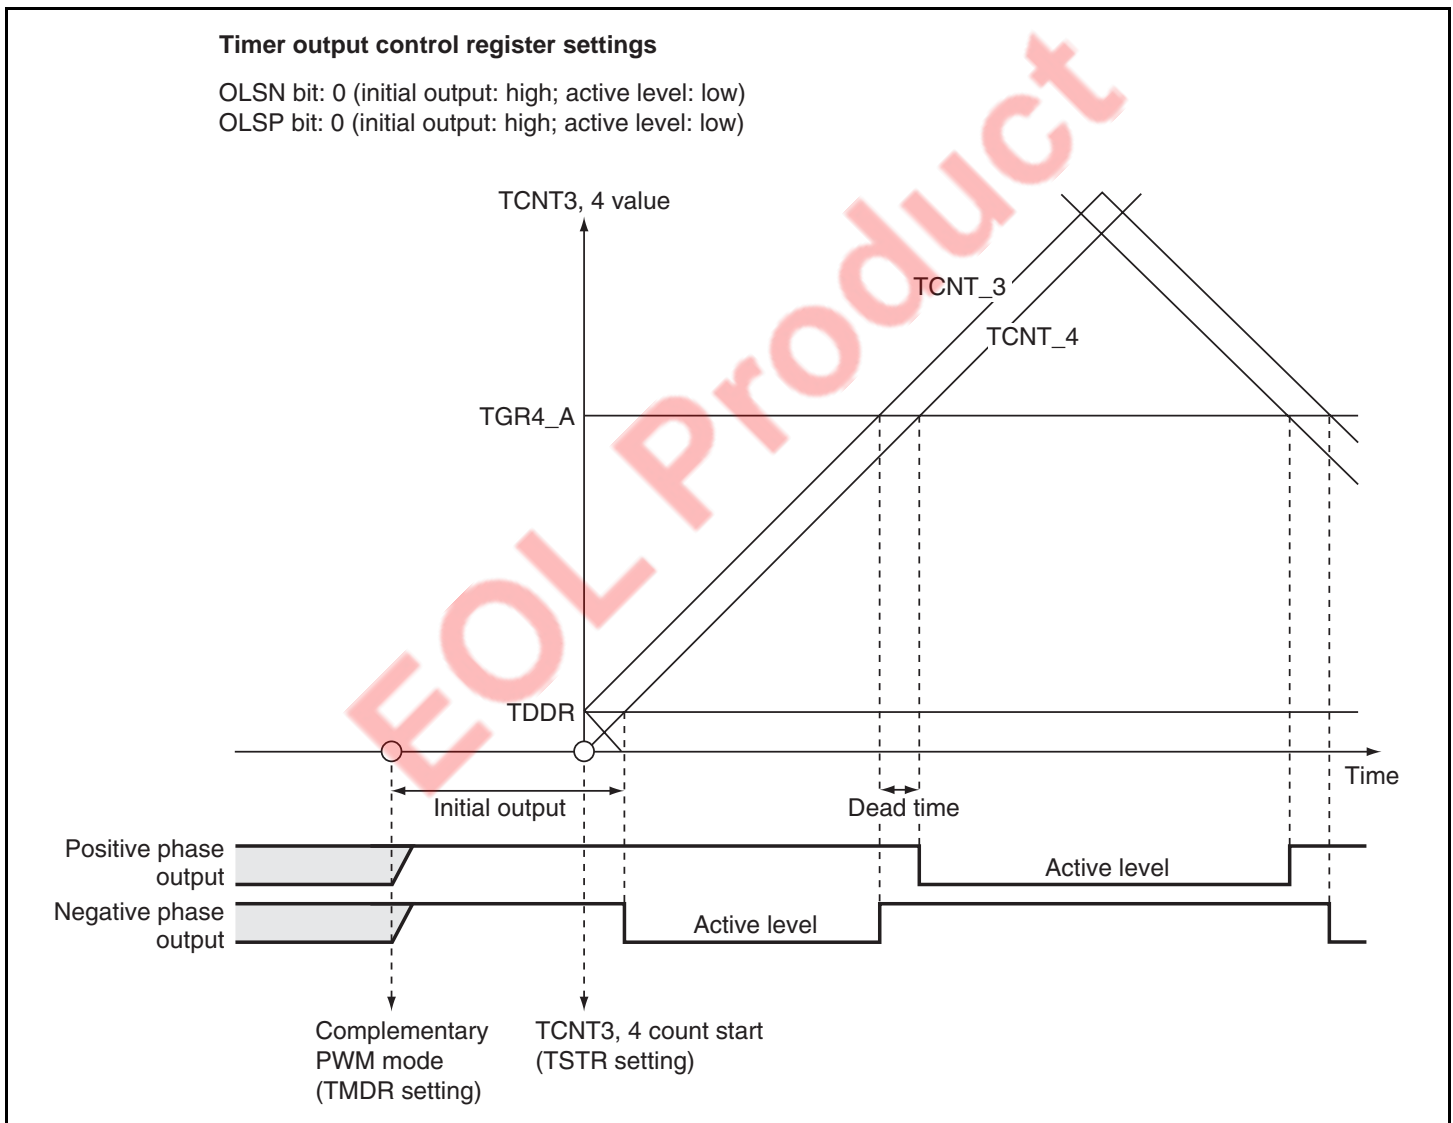 Timer output control register settings
OLSN bit: 0 (initial output: high; active level: low)
OLSP bit: 0 (initial output: high; active level: low)
TCNT3, 4 value
TCNT_3
TCNT_4
TGR4_A
TDDR
Time
Initial output
Dead time
Positive phase
output
Active level
Negative phase
output
Active level
Complementary
PWM mode
(TMDR setting)
TCNT3, 4 count start
(TSTR setting)
EOL Product